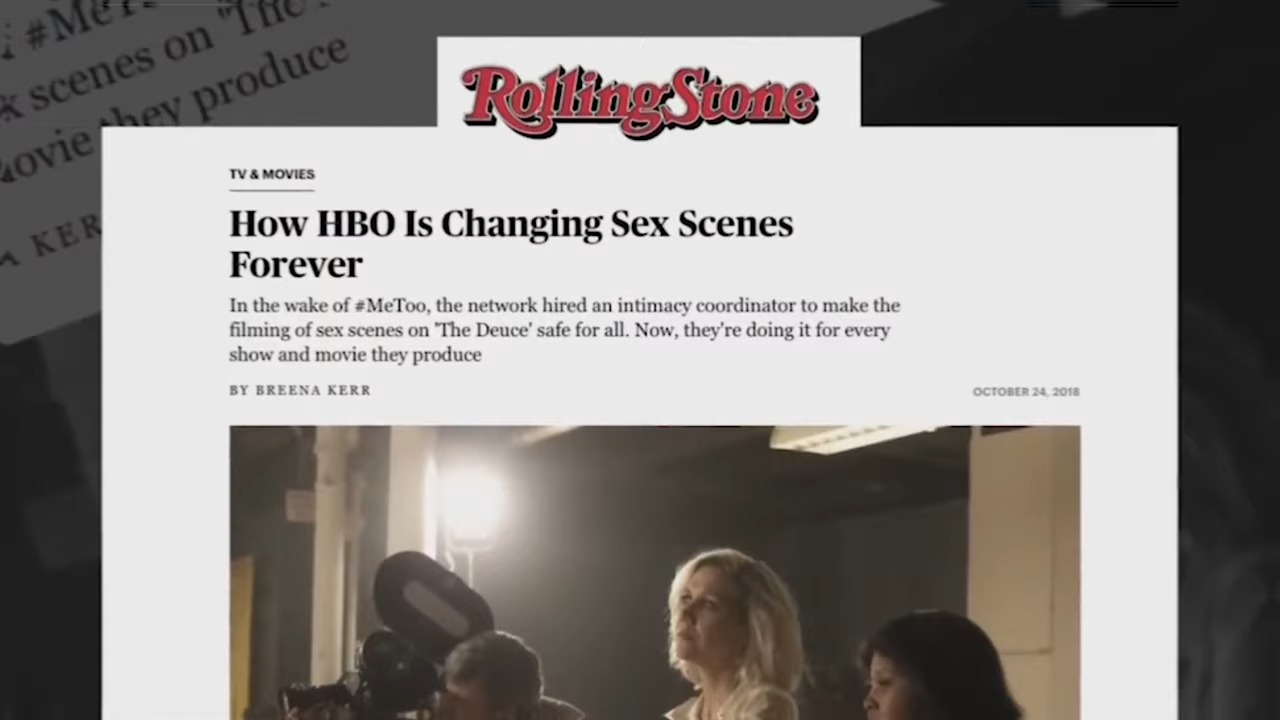 #MeT
scenes on "The
they produce
ovie
KER
RollingStone
TV & MOVIES
How HBO Is Changing Sex Scenes
Forever
In the wake of #MeToo, the network hired an intimacy coordinator to make the
filming of sex scenes on 'The Deuce' safe for all. Now, they're doing it for every
show and movie they produce
BY BREENA KERR
OCTOBER 24, 2018